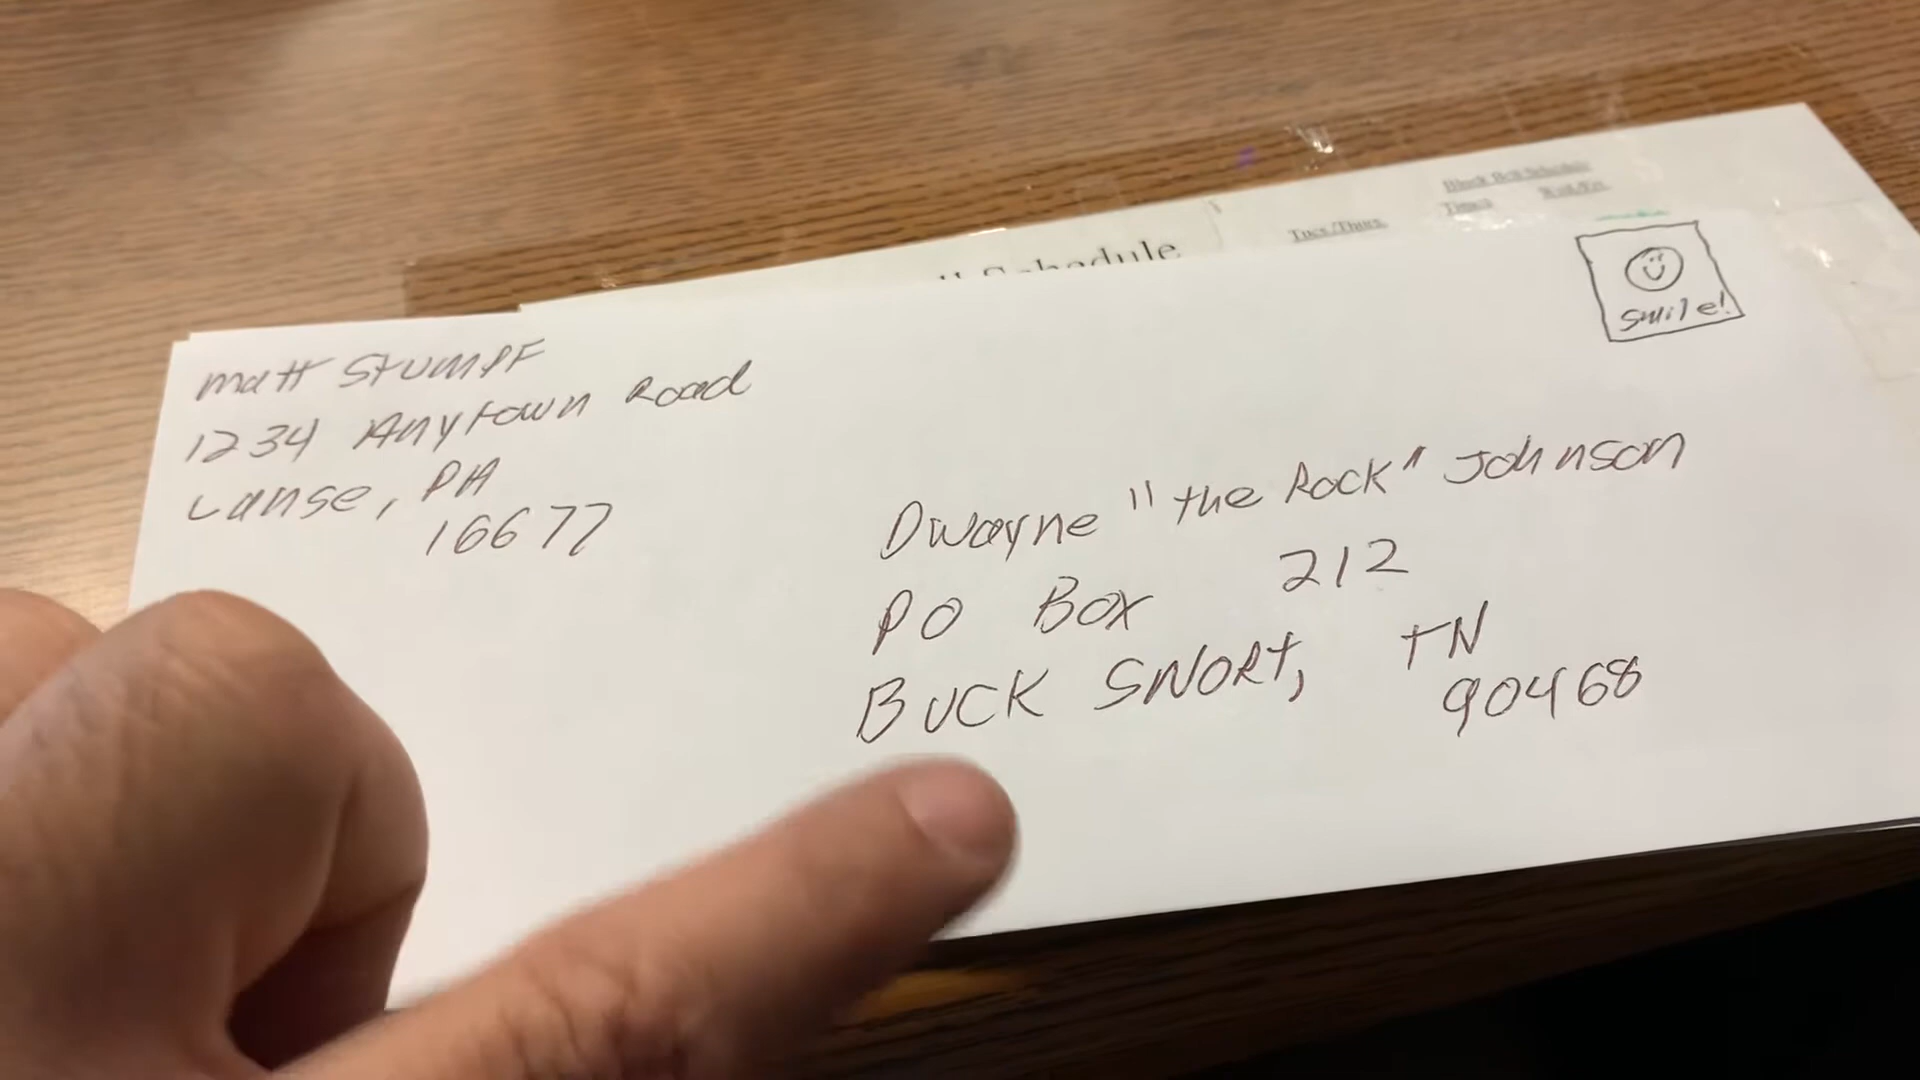 Matt Stumpf
1234 Anytown Road
Lanse, PA
16677
Smile!
Dwayne "the Rock" Johnson
PO Box 212
Buck Snort, TN
90468
Schedule
Tues/Thurs.
Times